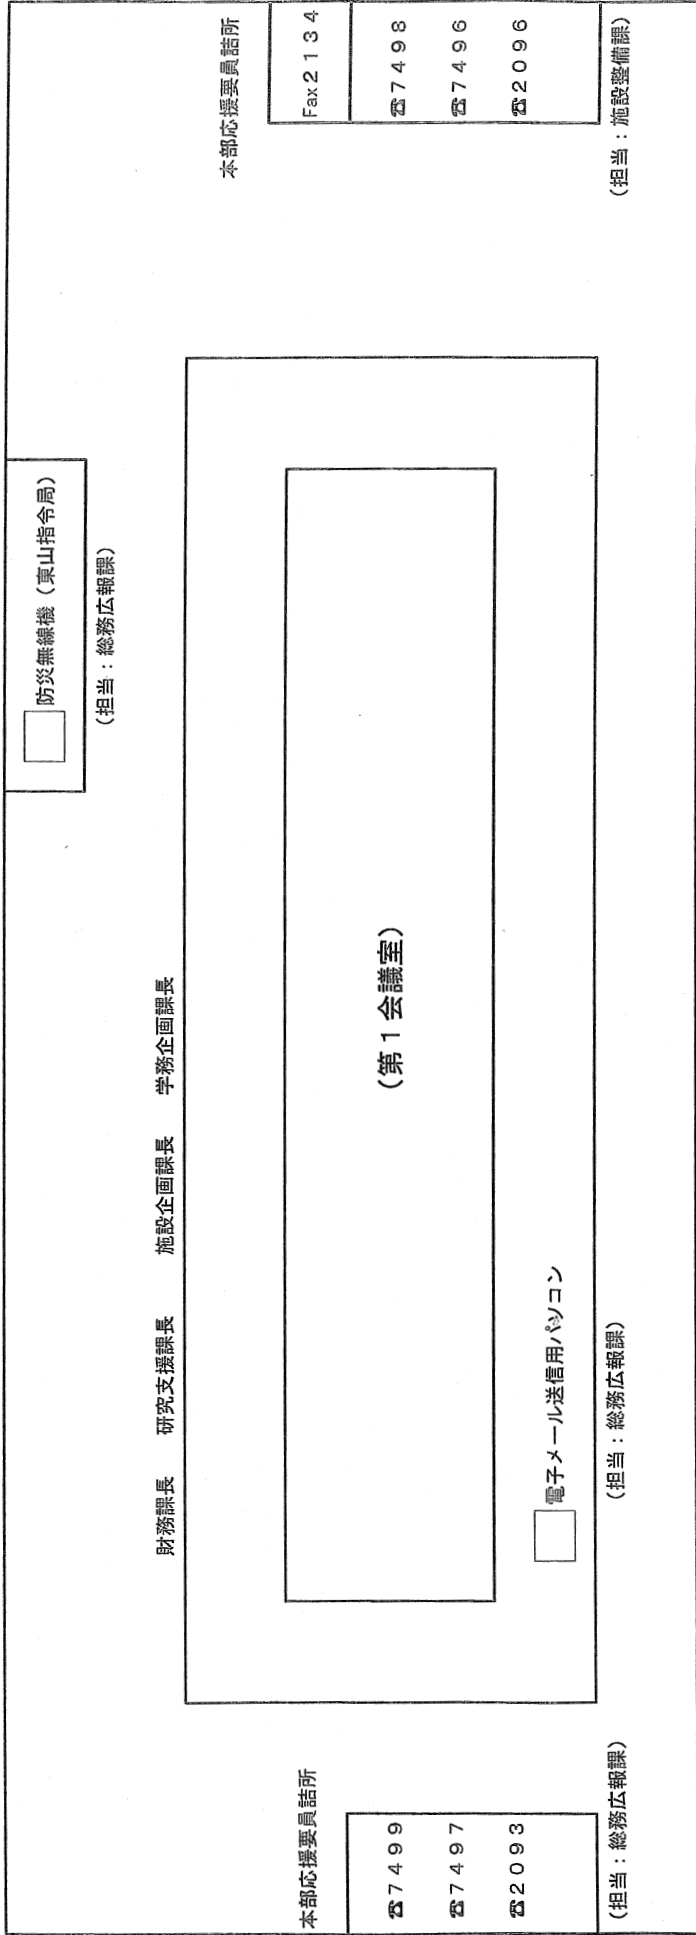 防災無線機（東山指令局）
（担当：総務広報課）
財務課長　研究支援課長　施設企画課長　学務企画課長
（第１会議室）
電子メール送信用パソコン
（担当：総務広報課）
本部応援要員詰所
☎７４９９
☎７４９７
☎２０９３
（担当：総務広報課）
本部応援要員詰所
Fax２１３４
☎７４９８
☎７４９６
☎２０９６
（担当：施設整備課）